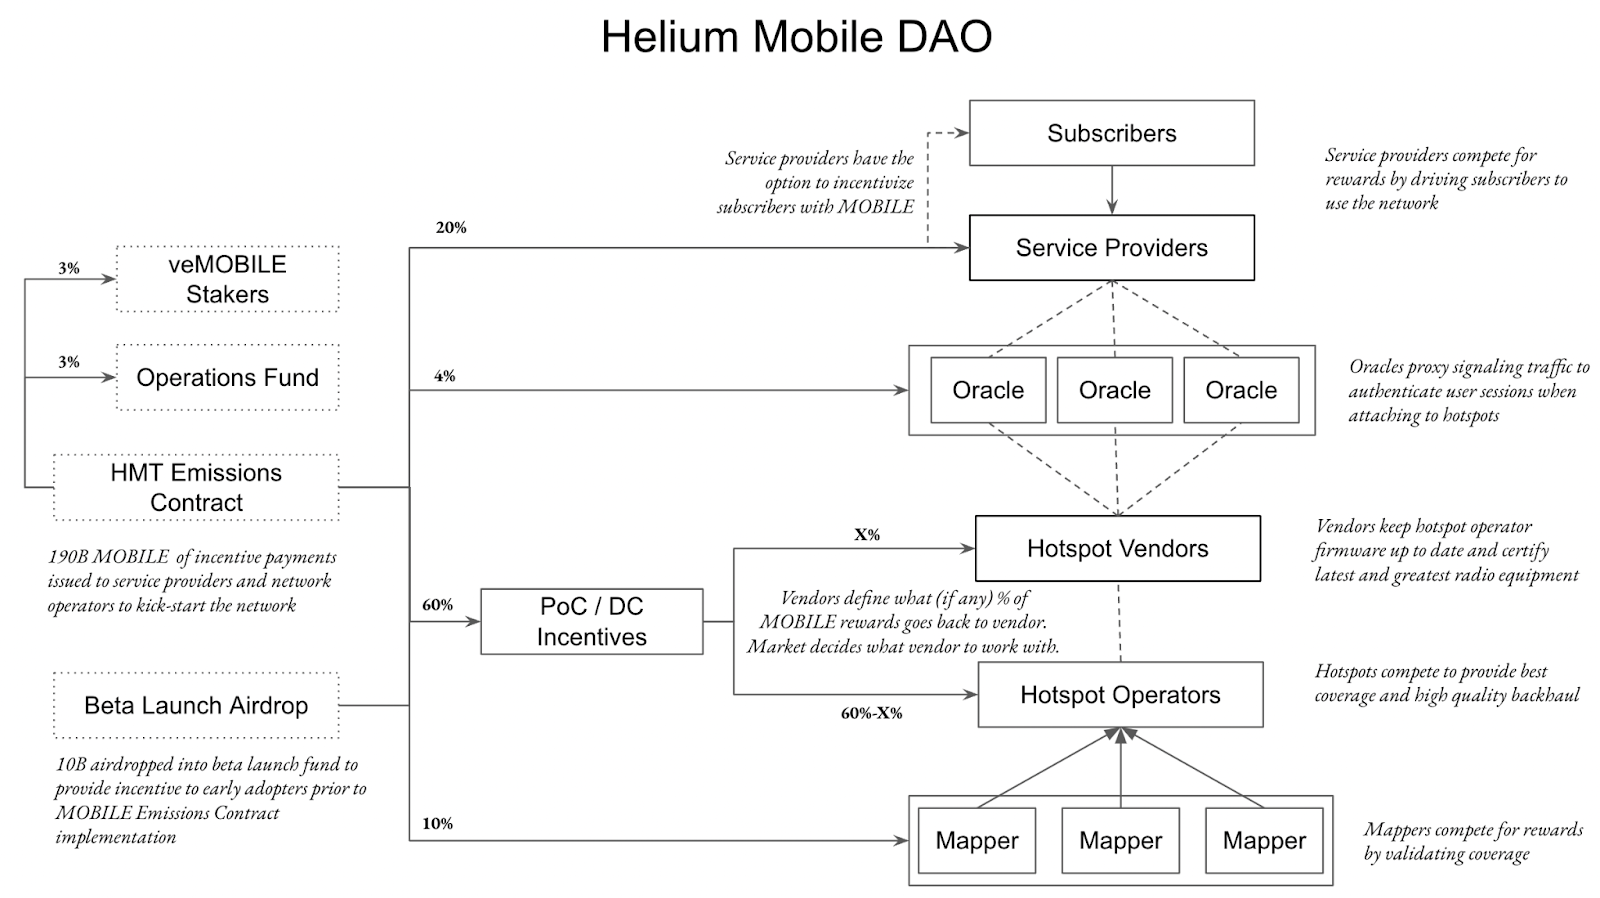 Helium Mobile DAO
Subscribers
Service providers have the
option to incentivize
subscribers with MOBILE
Service providers compete for
rewards by driving subscribers to
use the network
20%
Service Providers
3%
veMOBILE
Stakers
3%
Operations Fund
4%
Oracle
Oracle
Oracle
Oracles proxy signaling traffic to
authenticate user sessions when
attaching to hotspots
HMT Emissions
Contract
190B MOBILE of incentive payments
issued to service providers and network
operators to kick-start the network
X%
Hotspot Vendors
Vendors keep hotspot operator
firmware up to date and certify
latest and greatest radio equipment
60%
PoC / DC
Incentives
Vendors define what (if any) % of
MOBILE rewards goes back to vendor.
Market decides what vendor to work with.
60%-X%
Hotspot Operators
Hotspots compete to provide best
coverage and high quality backhaul
Beta Launch Airdrop
10B airdropped into beta launch fund to
provide incentive to early adopters prior to
MOBILE Emissions Contract
implementation
10%
Mapper
Mapper
Mapper
Mappers compete for rewards
by validating coverage